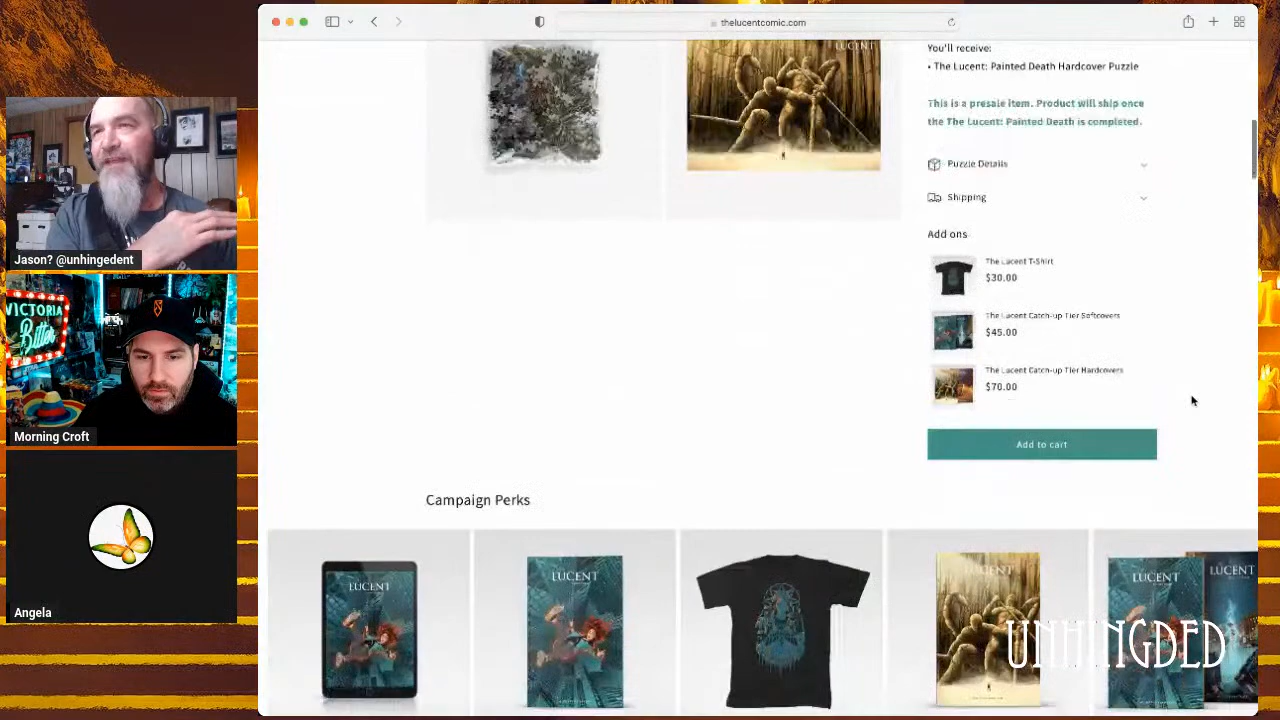 thelucentcomic.com
VICTORIA
Bitter
Jason? @unhingedent
Morning Croft
Angela
LUCENT
You'll receive:
• The Lucent: Painted Death Hardcover Puzzle
This is a presale item. Product will ship once
the The Lucent: Painted Death is completed.
Puzzle Details
Shipping
Add ons
The Lucent T-Shirt
$30.00
The Lucent Catch-up Tier Softcovers
$45.00
The Lucent Catch-up Tier Hardcovers
$70.00
Add to cart
Campaign Perks
LUCENT
LUCENT
LUCENT
LUCENT
LUCENT
UNHINGDED